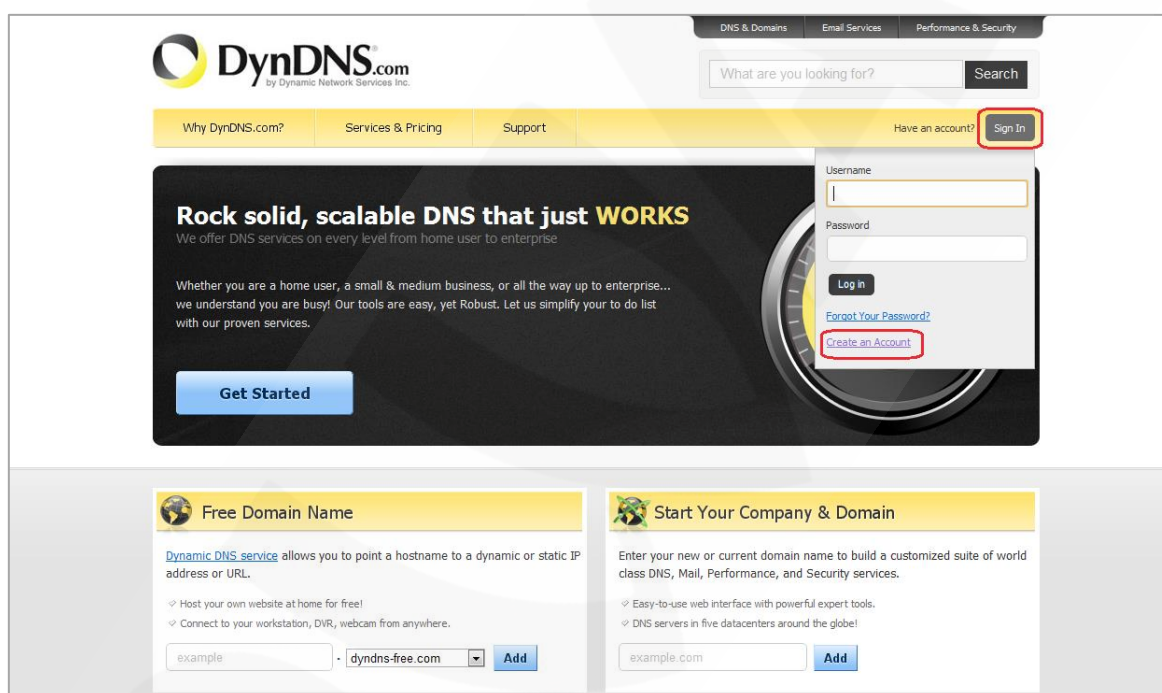 DNS & Domains Email Services Performance & Security
DynDNS.com
by Dynamic Network Services Inc.
What are you looking for? Search
Why DynDNS.com? Services & Pricing Support Have an account? Sign In
Username
Password
Log in
Forgot Your Password?
Create an Account
Rock solid, scalable DNS that just WORKS
We offer DNS services on every level from home user to enterprise
Whether you are a home user, a small & medium business, or all the way up to enterprise...
we understand you are busy! Our tools are easy, yet Robust. Let us simplify your to do list
with our proven services.
Get Started
Free Domain Name
Dynamic DNS service allows you to point a hostname to a dynamic or static IP
address or URL.
Host your own website at home for free!
Connect to your workstation, DVR, webcam from anywhere.
example . dyndns-free.com Add
Start Your Company & Domain
Enter your new or current domain name to build a customized suite of world
class DNS, Mail, Performance, and Security services.
Easy-to-use web interface with powerful expert tools.
DNS servers in five datacenters around the globe!
example.com Add